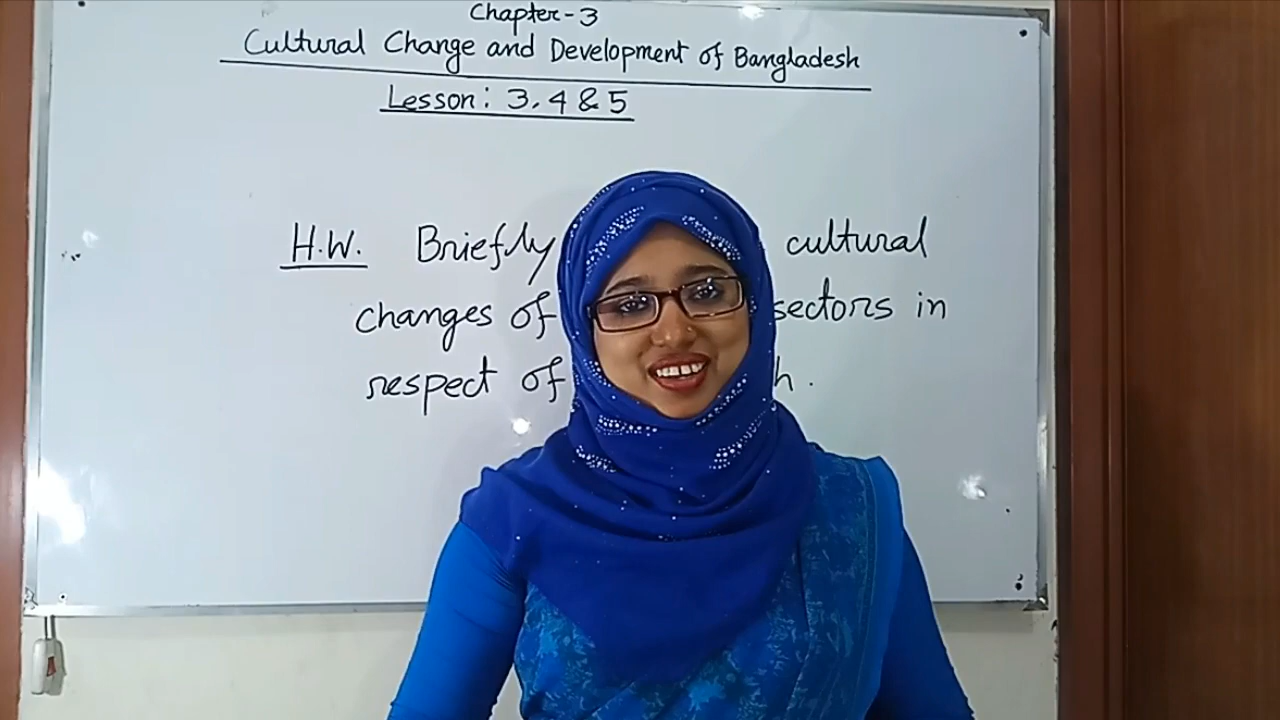 Chapter-3
Cultural Change and Development of Bangladesh
Lesson: 3, 4 & 5
H.W. Briefly cultural
changes of sectors in
respect of h.